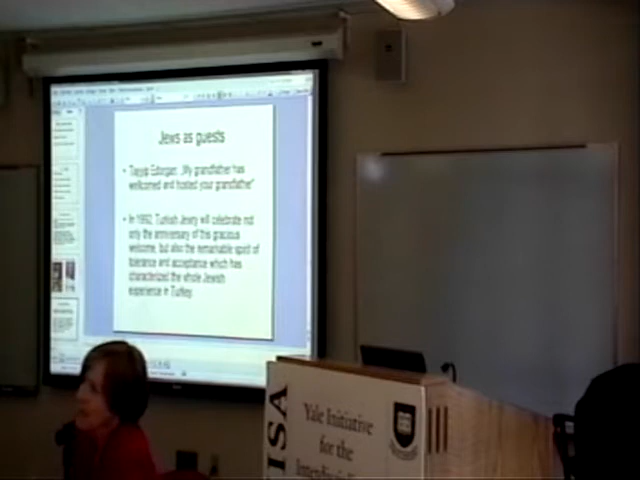 Jews as guests
• Tayyip Erdogan: „My grandfather has
wellcomed and hosted your grandfather"
• In 1992, Turkish Jewry will celebrate not
only the anniversary of this gracious
welcome, but also the remarkable spirit of
tolerance and acceptance which has
characterized the whole Jewish
experience in Turkey.
ISA
Yale Initiative
for the